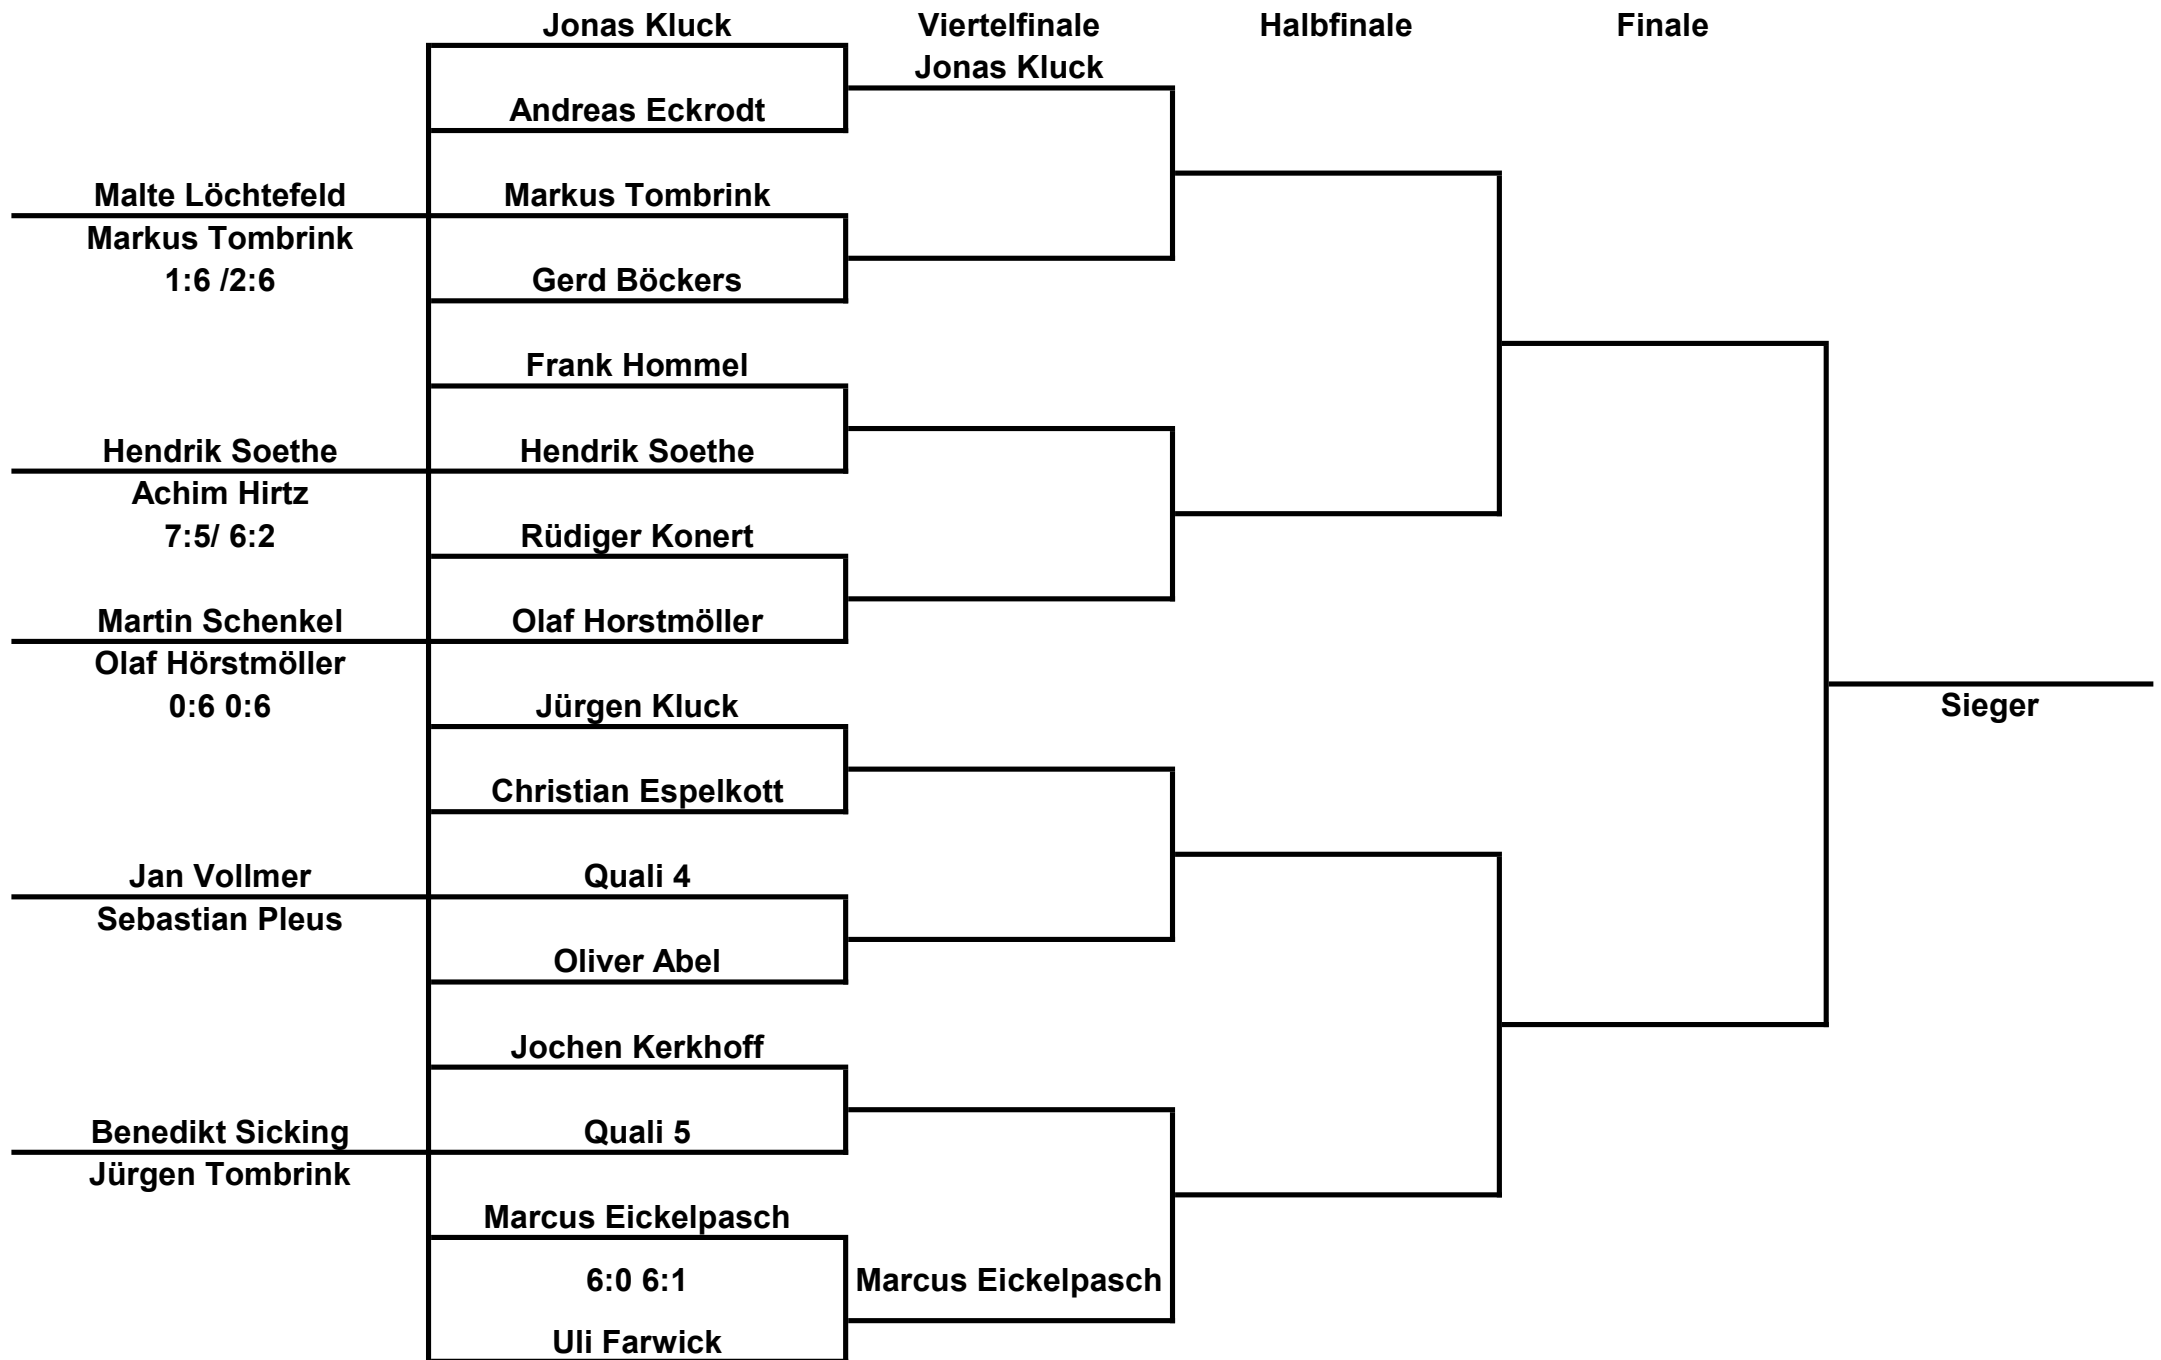 Jonas Kluck Viertelfinale Halbfinale Finale
Jonas Kluck
Andreas Eckrodt
Malte Löchtefeld Markus Tombrink
Markus Tombrink
1:6 /2:6 Gerd Böckers
Frank Hommel
Hendrik Soethe Hendrik Soethe
Achim Hirtz
7:5/ 6:2 Rüdiger Konert
Martin Schenkel Olaf Horstmöller
Olaf Hörstmöller
0:6 0:6 Jürgen Kluck Sieger
Christian Espelkott
Jan Vollmer Quali 4
Sebastian Pleus
Oliver Abel
Jochen Kerkhoff
Benedikt Sicking Quali 5
Jürgen Tombrink
Marcus Eickelpasch
6:0 6:1 Marcus Eickelpasch
Uli Farwick